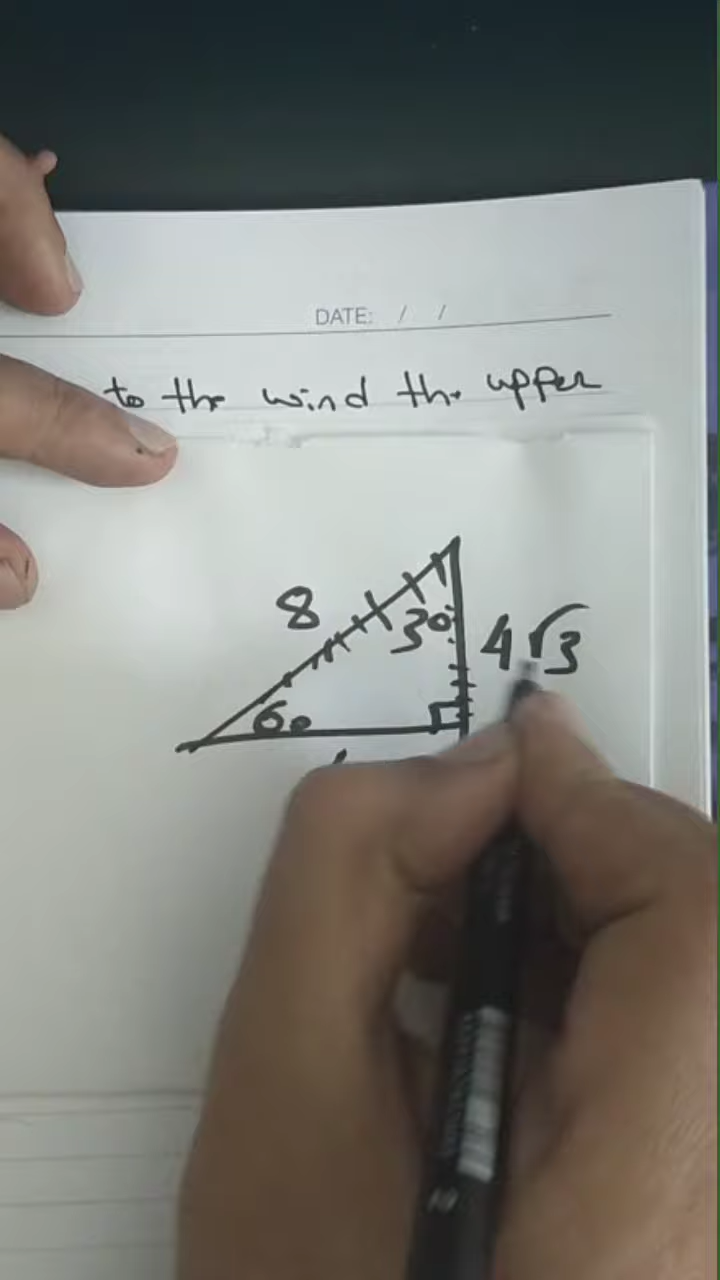 DATE: / /
to the wind the upper
8
30
4√3
60